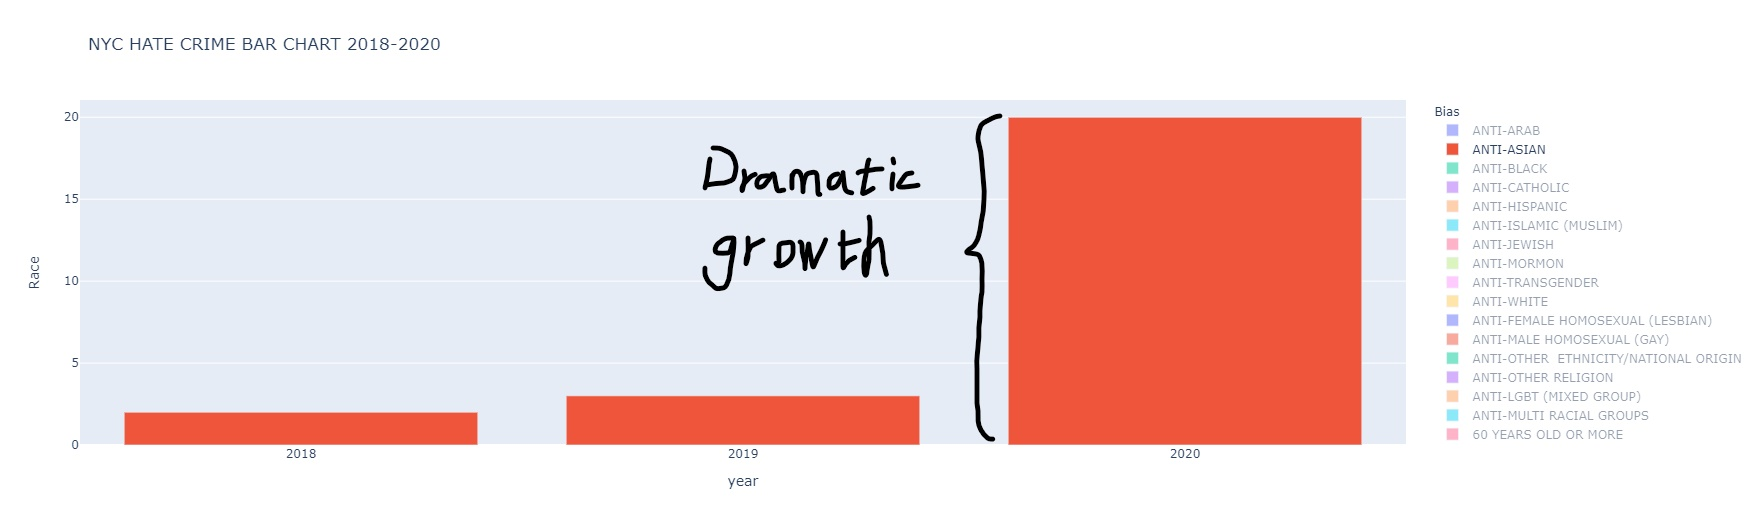 NYC HATE CRIME BAR CHART 2018-2020
20
15
10
5
0
Race
Dramatic
growth
2018
2019
2020
year
Bias
ANTI-ARAB
ANTI-ASIAN
ANTI-BLACK
ANTI-CATHOLIC
ANTI-HISPANIC
ANTI-ISLAMIC (MUSLIM)
ANTI-JEWISH
ANTI-MORMON
ANTI-TRANSGENDER
ANTI-WHITE
ANTI-FEMALE HOMOSEXUAL (LESBIAN)
ANTI-MALE HOMOSEXUAL (GAY)
ANTI-OTHER  ETHNICITY/NATIONAL ORIGIN
ANTI-OTHER RELIGION
ANTI-LGBT (MIXED GROUP)
ANTI-MULTI RACIAL GROUPS
60 YEARS OLD OR MORE